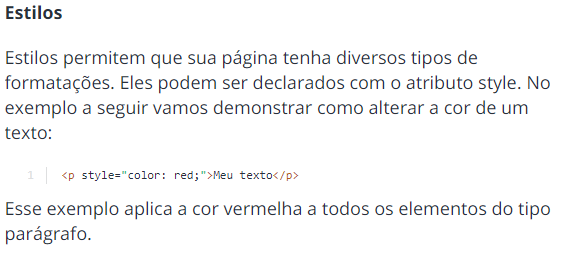 Estilos
Estilos permitem que sua página tenha diversos tipos de
formatações. Eles podem ser declarados com o atributo style. No
exemplo a seguir vamos demonstrar como alterar a cor de um
texto:
1 <p style="color: red;">Meu texto</p>
Esse exemplo aplica a cor vermelha a todos os elementos do tipo
parágrafo.